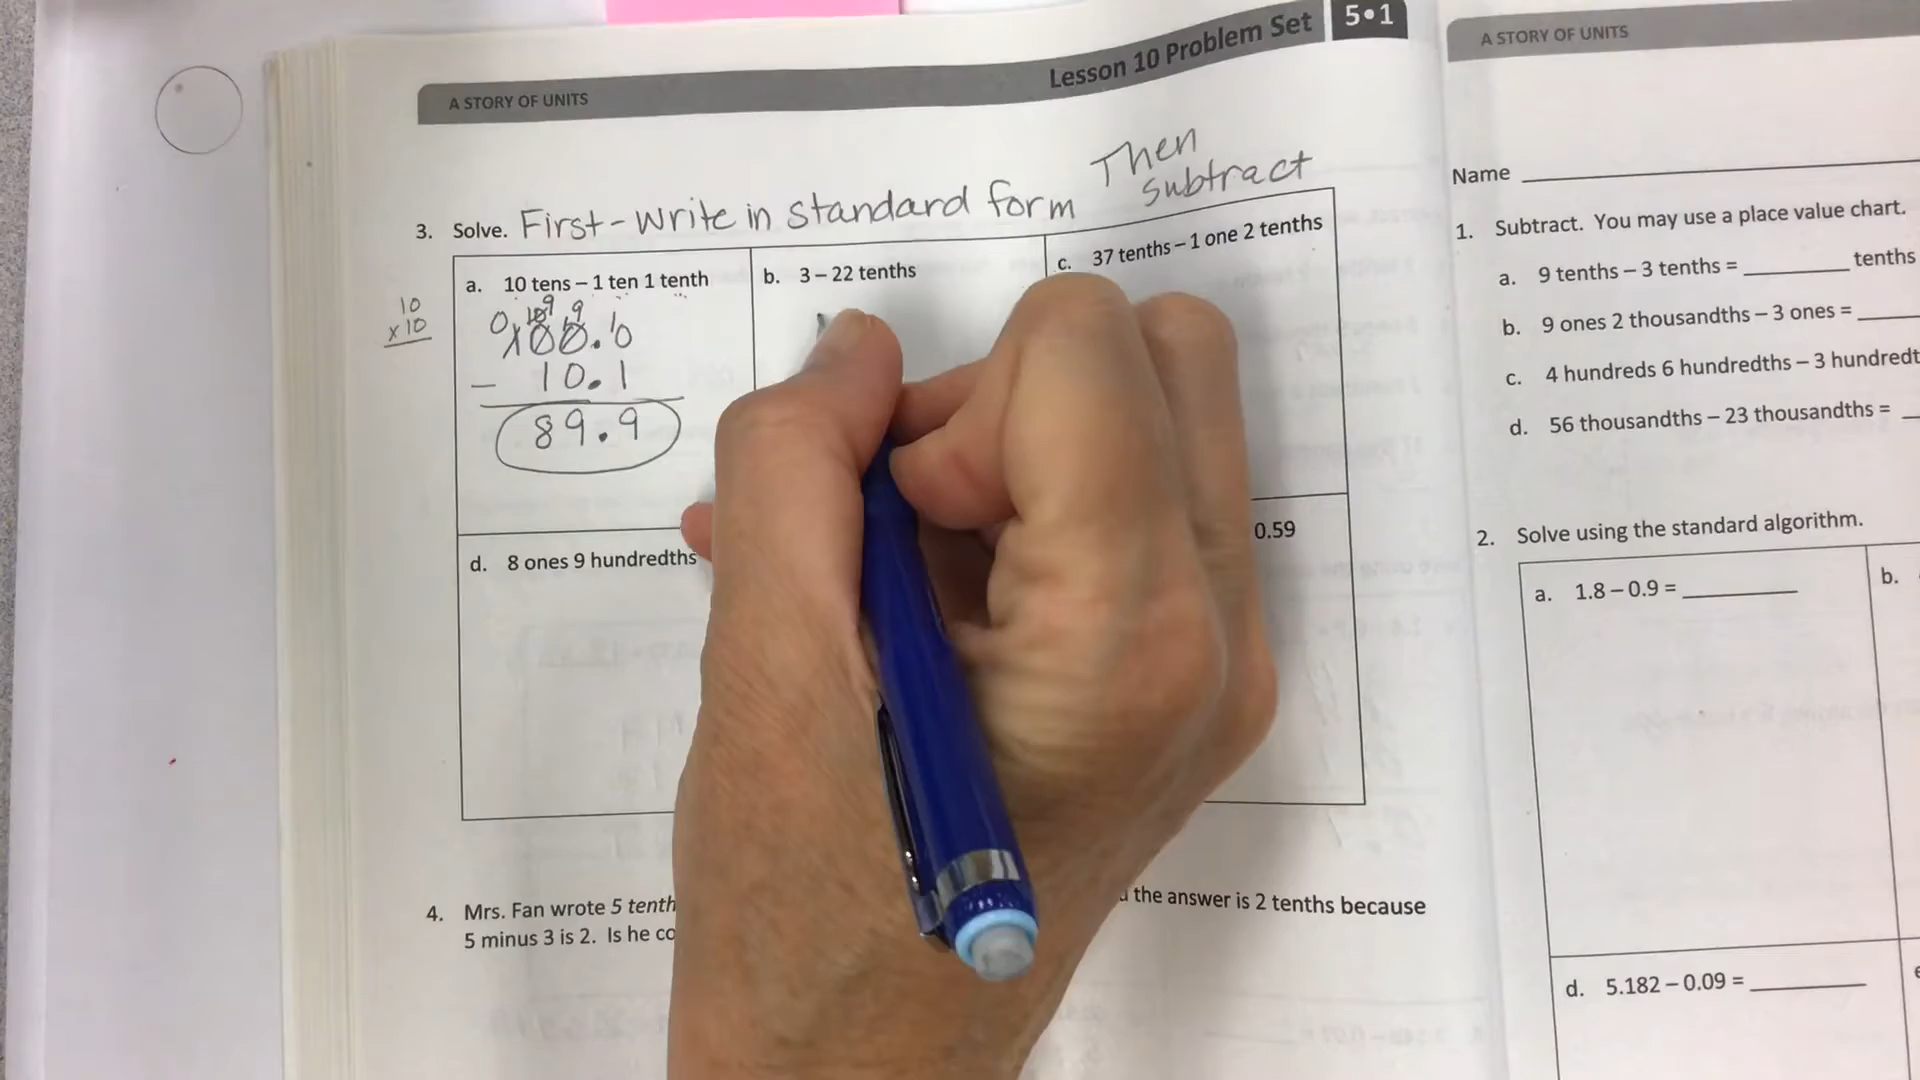 Lesson 10 Problem Set
5•1
A STORY OF UNITS
Then
subtract
3. Solve. First - write in standard form
a. 10 tens – 1 ten 1 tenth
10
x 10
100.0
- 10.1
89.9
b. 3 – 22 tenths
c. 37 tenths – 1 one 2 tenths
d. 8 ones 9 hundredths
0.59
4. Mrs. Fan wrote 5 tenth
the answer is 2 tenths because
5 minus 3 is 2. Is he
A STORY OF UNITS
Name
1. Subtract. You may use a place value chart.
a. 9 tenths – 3 tenths = ________ tenths
b. 9 ones 2 thousandths – 3 ones =
c. 4 hundreds 6 hundredths – 3 hundredt
d. 56 thousandths – 23 thousandths =
2. Solve using the standard algorithm.
a. 1.8 – 0.9 = ________
b.
d. 5.182 – 0.09 = ________